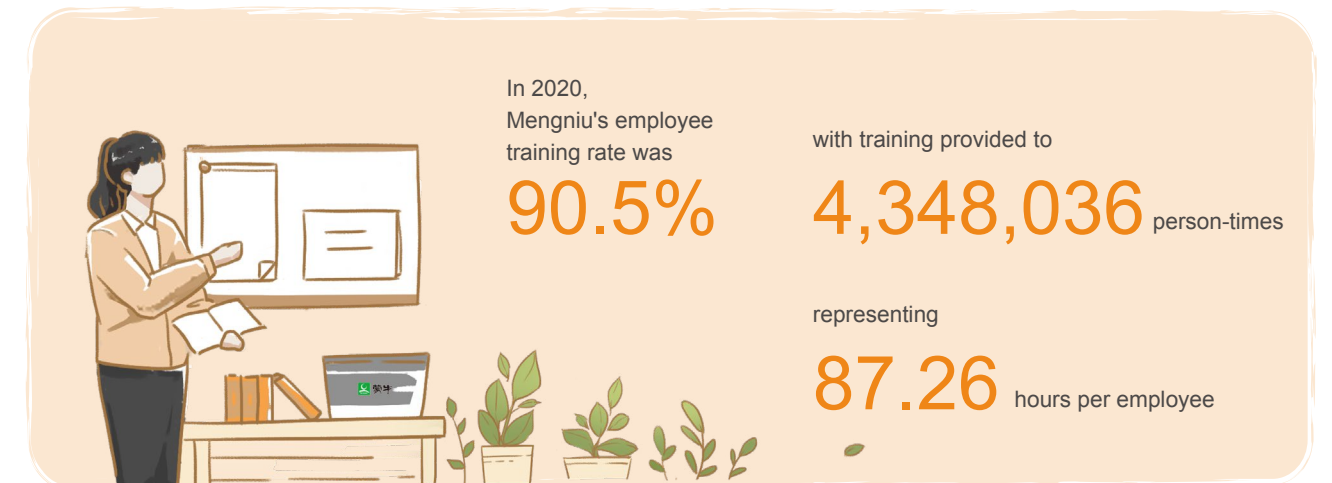 In 2020,
Mengniu's employee
training rate was
90.5%
with training provided to
4,348,036 person-times
representing
87.26 hours per employee
蒙牛